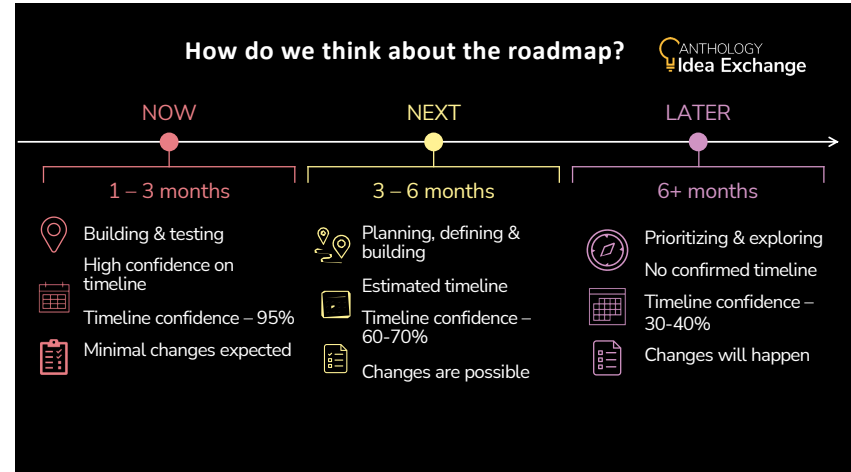 How do we think about the roadmap?
ANTHOLOGY
Idea Exchange
NOW
NEXT
LATER
1 – 3 months
3 – 6 months
6+ months
Building & testing
High confidence on
timeline
Timeline confidence – 95%
Minimal changes expected
Planning, defining &
building
Estimated timeline
Timeline confidence –
60-70%
Changes are possible
Prioritizing & exploring
No confirmed timeline
Timeline confidence –
30-40%
Changes will happen